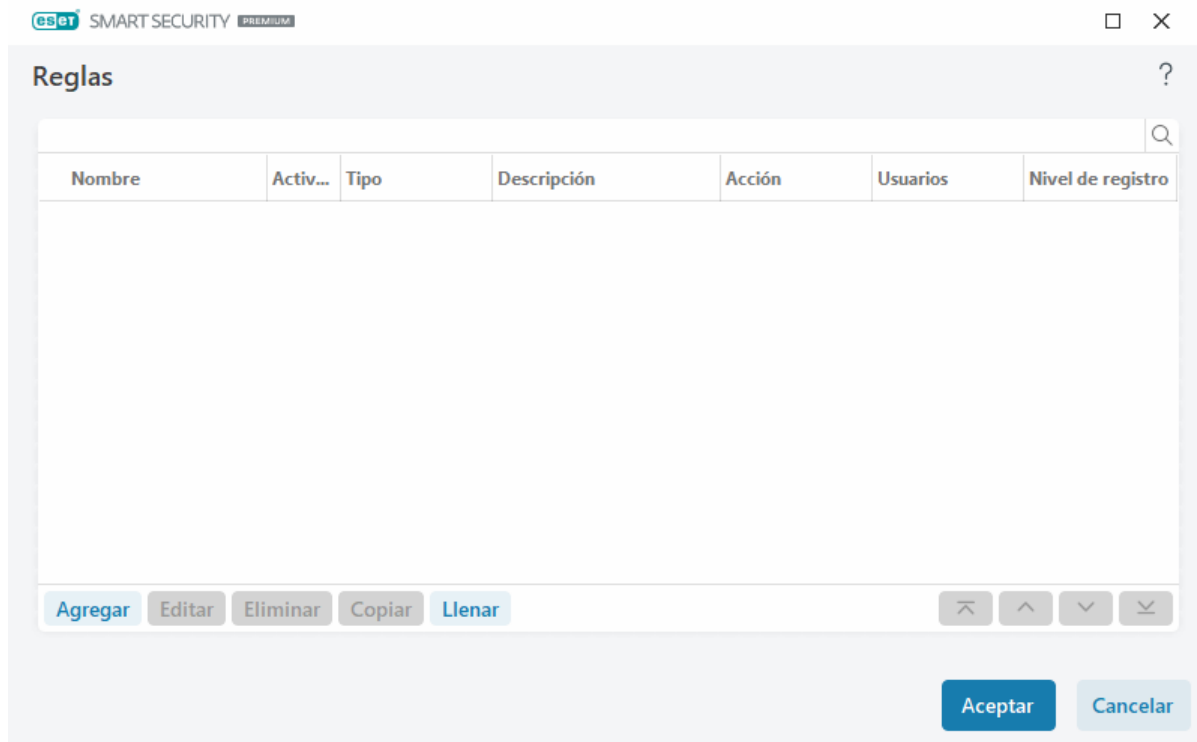 eset SMART SECURITY PREMIUM
Reglas
?
Nombre Activ... Tipo Descripción Acción Usuarios Nivel de registro
Agregar Editar Eliminar Copiar Llenar
Aceptar Cancelar